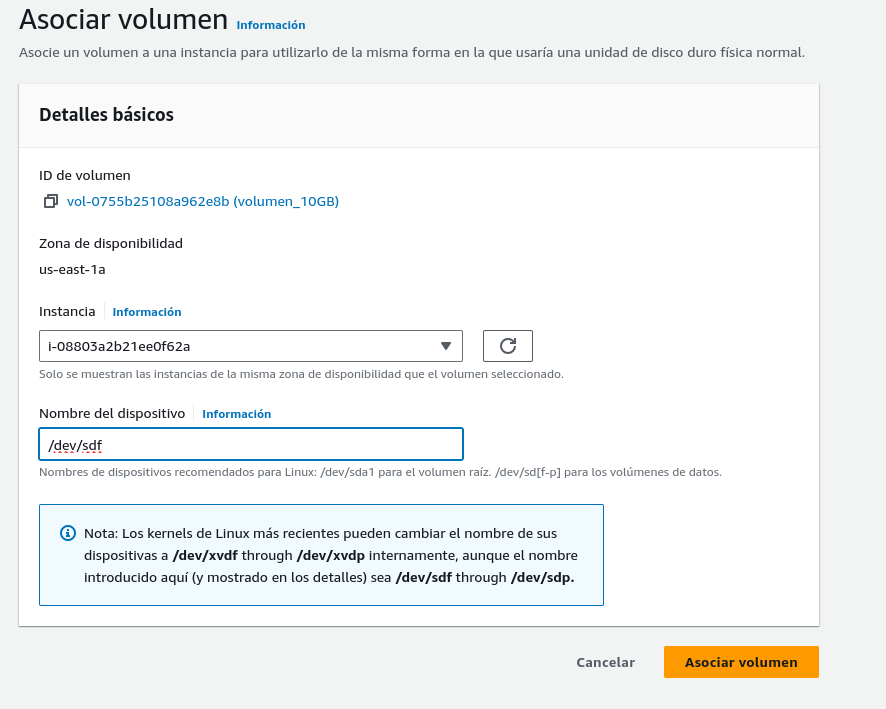 Asociar volumen Información
Asocie un volumen a una instancia para utilizarlo de la misma forma en la que usaría una unidad de disco duro física normal.
Detalles básicos
ID de volumen
vol-0755b25108a962e8b (volumen_10GB)
Zona de disponibilidad
us-east-1a
Instancia Información
i-08803a2b21ee0f62a
Solo se muestran las instancias de la misma zona de disponibilidad que el volumen seleccionado.
Nombre del dispositivo Información
/dev/sdf
Nombres de dispositivos recomendados para Linux: /dev/sda1 para el volumen raíz. /dev/sd[f-p] para los volúmenes de datos.
Nota: Los kernels de Linux más recientes pueden cambiar el nombre de sus
dispositivas a /dev/xvdf through /dev/xvdp internamente, aunque el nombre
introducido aquí (y mostrado en los detalles) sea /dev/sdf through /dev/sdp.
Cancelar Asociar volumen